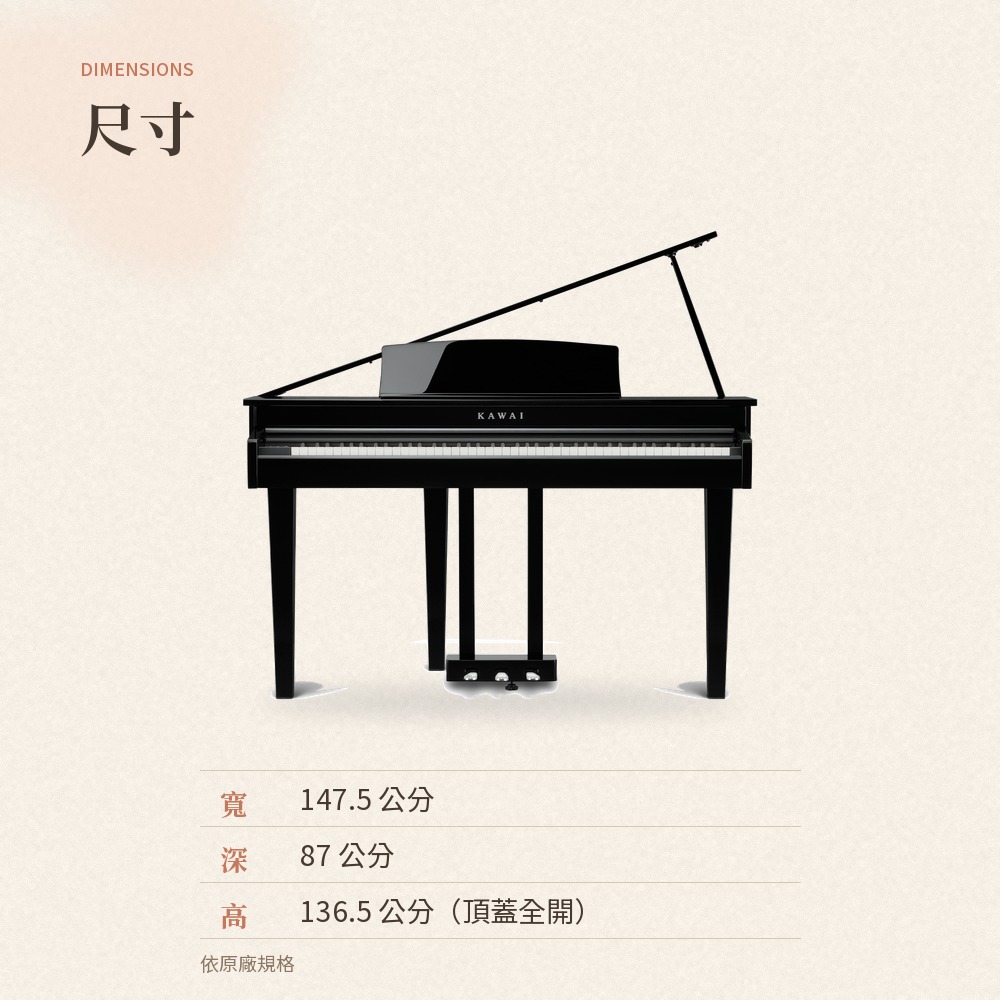 DIMENSIONS
尺寸
KAWAI
寬 147.5 公分
深 87 公分
高 136.5 公分（頂蓋全開）
依原廠規格